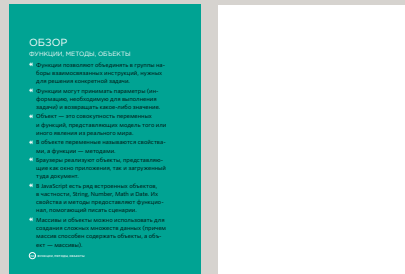 ОБЗОР
ФУНКЦИИ, МЕТОДЫ, ОБЪЕКТЫ
Функции позволяют объединять в группы на-
боры взаимосвязанных инструкций, нужных
для решения конкретной задачи.
Функции могут принимать параметры (ин-
формацию, необходимую для выполнения
задачи) и возвращать какое-либо значение.
Объект — это совокупность переменных
и функций, представляющих модель того или
иного явления из реального мира.
В объекте переменные называются свойства-
ми, а функции — методами.
Браузеры реализуют объекты, представляю-
щие как окно приложения, так и загруженный
туда документ.
В JavaScript есть ряд встроенных объектов,
в частности, String, Number, Math и Date. Их
свойства и методы предоставляют функцио-
нал, помогающий писать сценарии.
Массивы и объекты можно использовать для
создания сложных множеств данных (причем
массив способен содержать объекты, а объ-
ект — массивы).
ФУНКЦИИ, МЕТОДЫ, ОБЪЕКТЫ